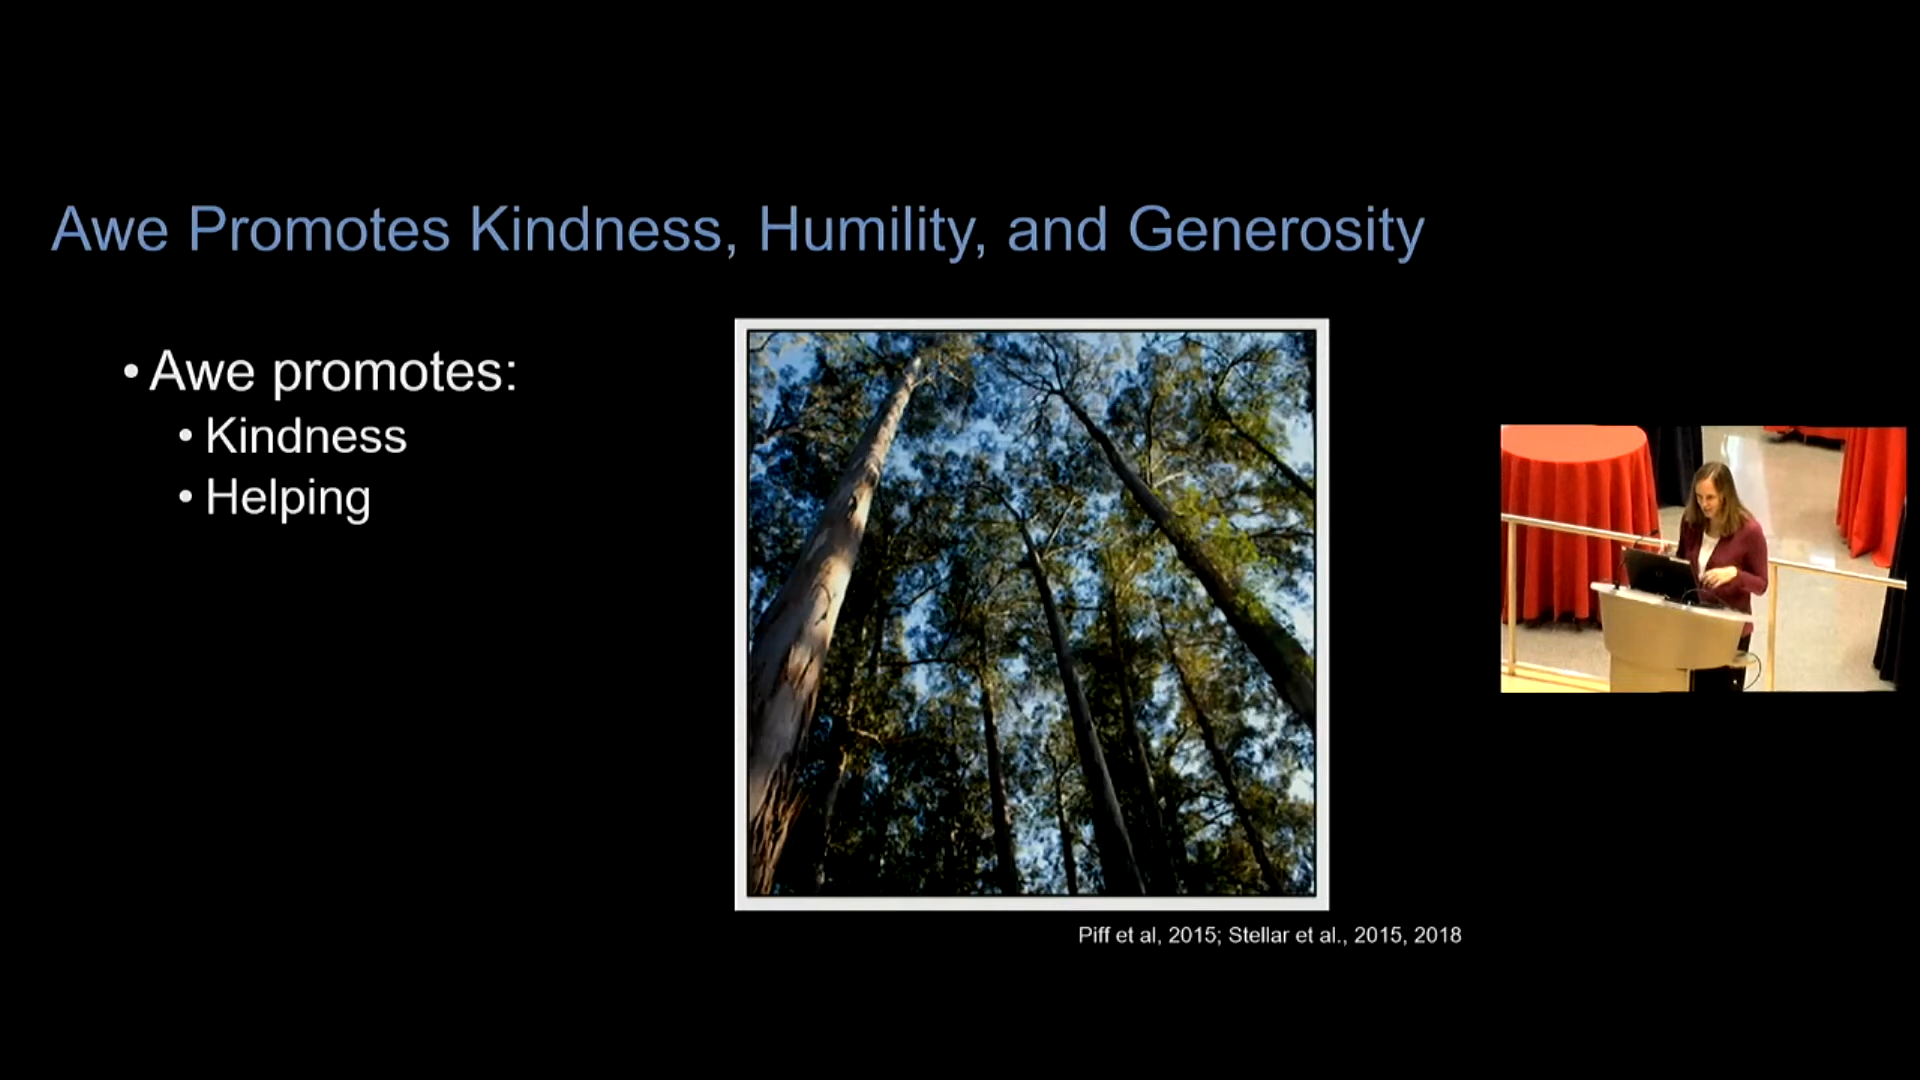 Awe Promotes Kindness, Humility, and Generosity
• Awe promotes:
• Kindness
• Helping
Piff et al, 2015; Stellar et al., 2015, 2018